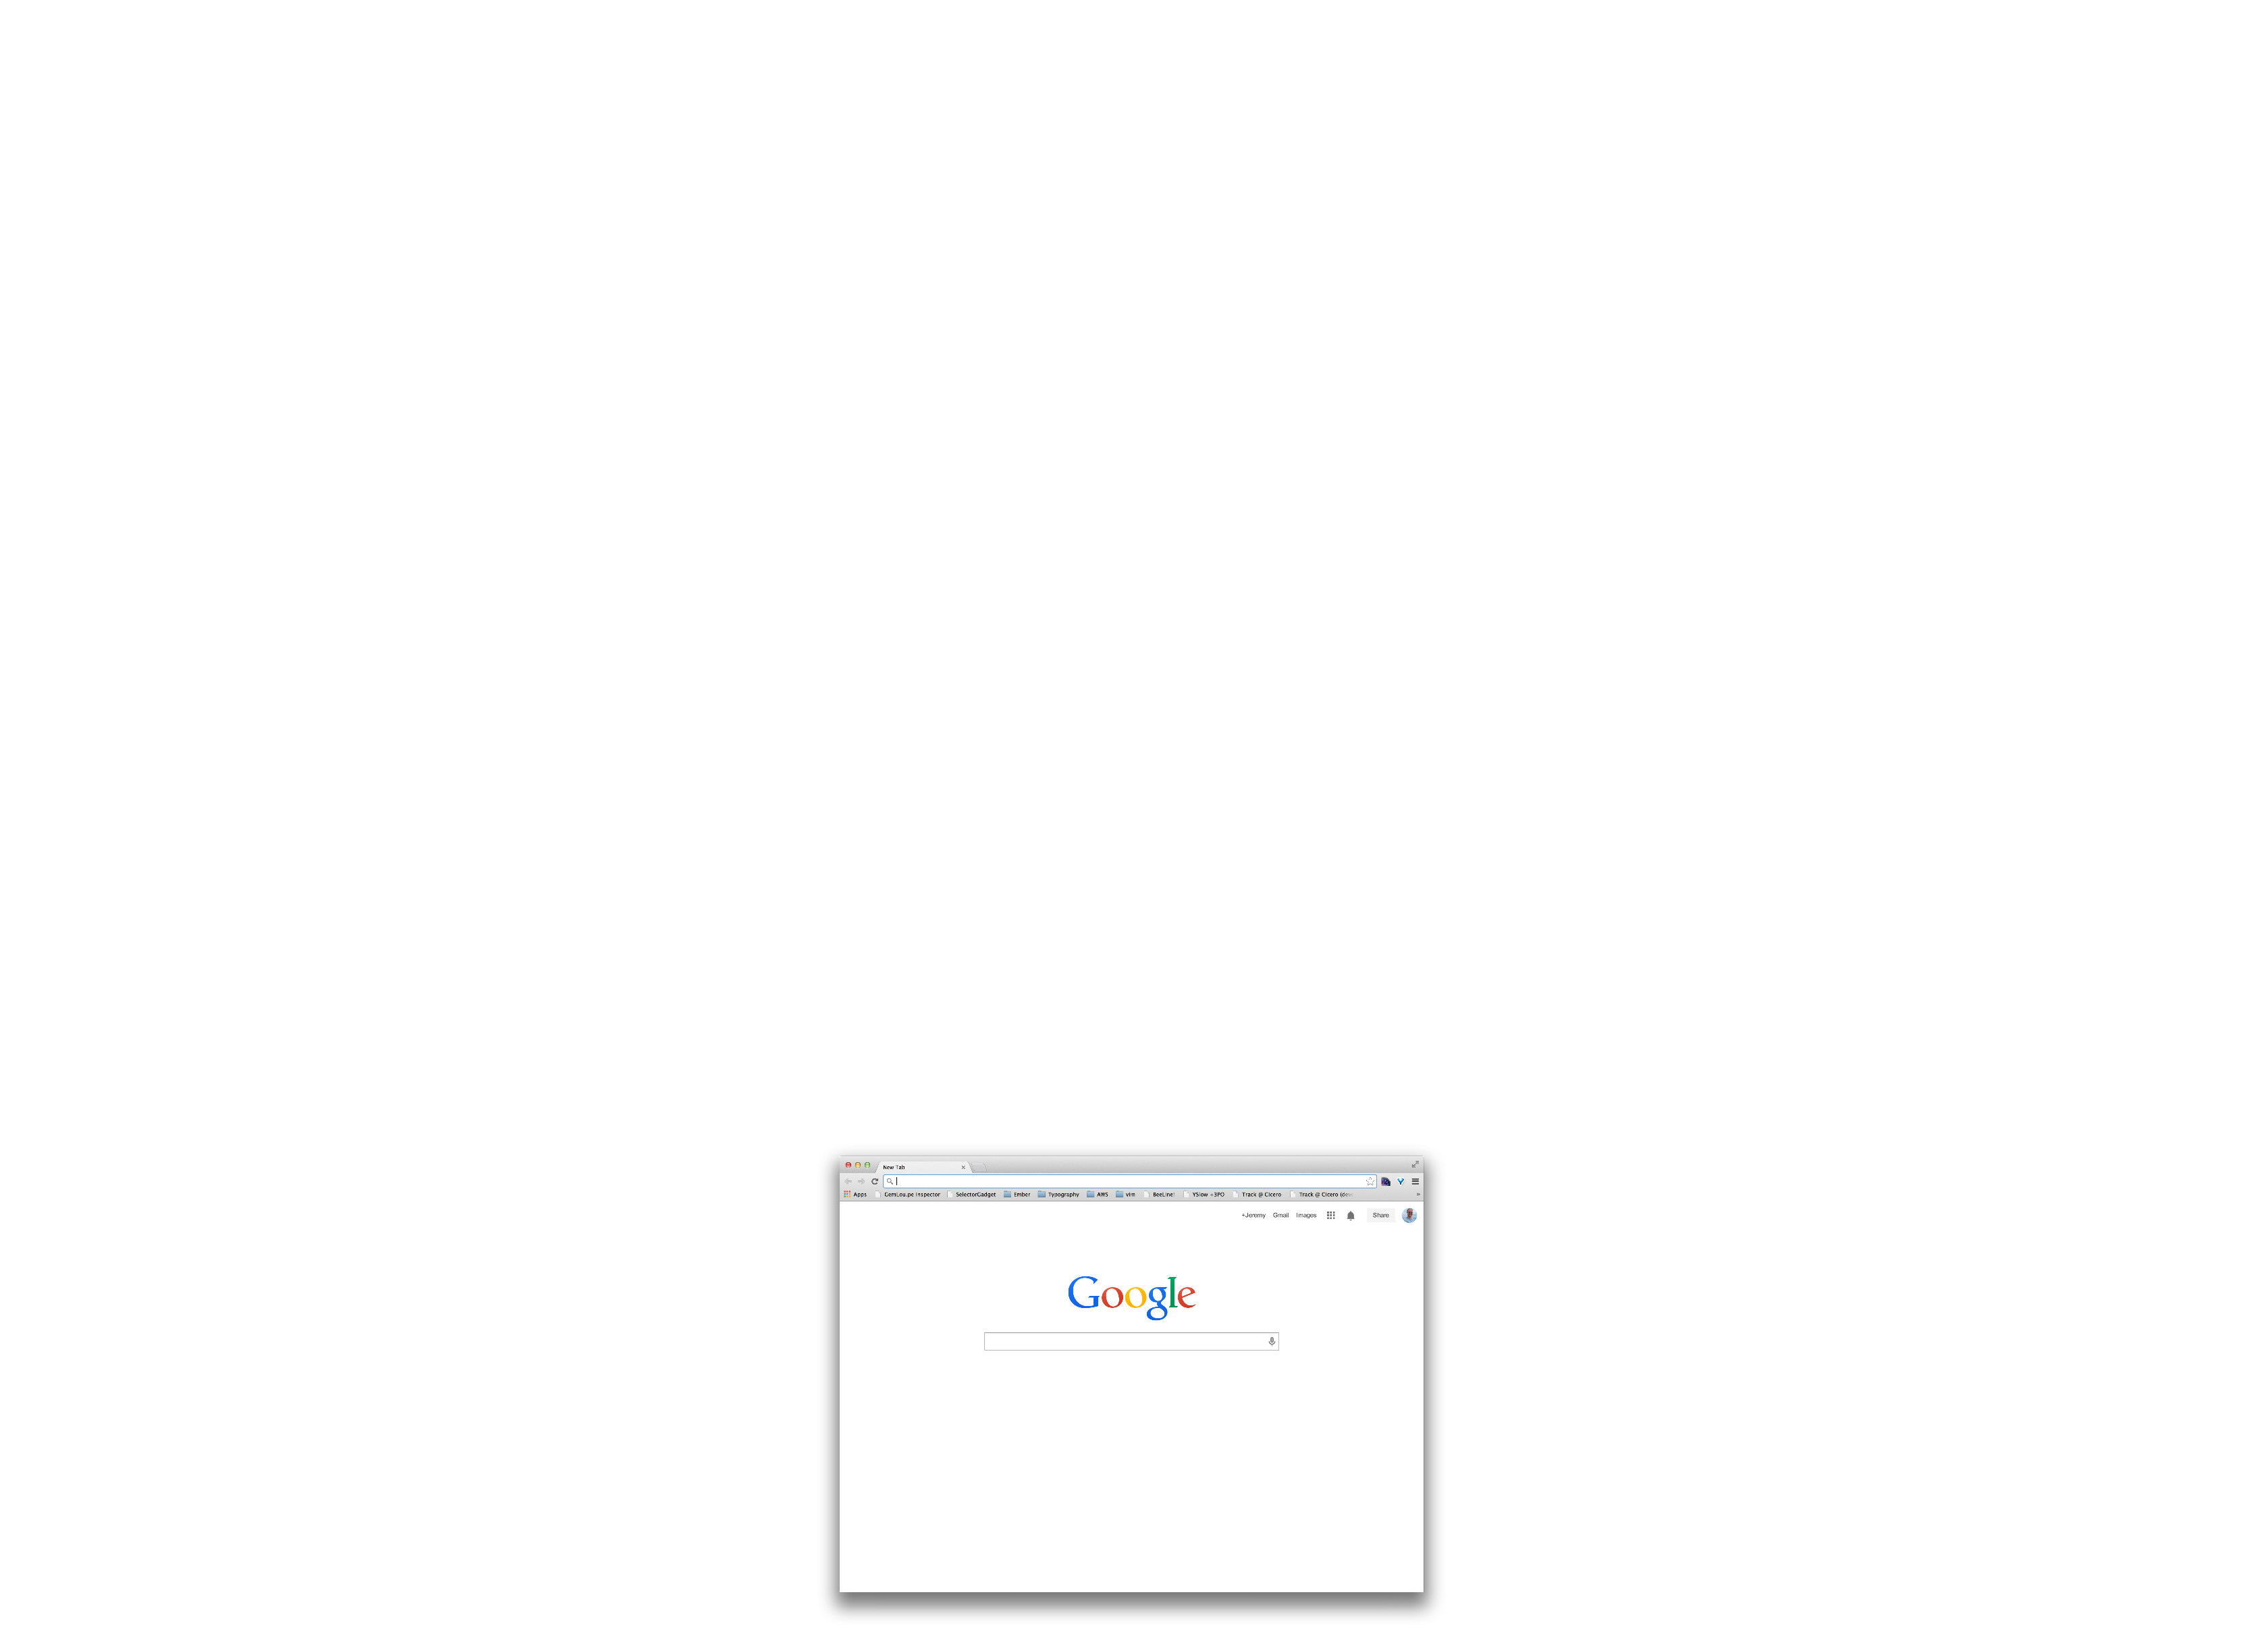 New Tab
Apps GemLou.pe Inspector SelectorGadget Ember Typography AWS vim BeeLine! YSlow +3PO Track @ Cicero Track @ Cicero (dev
+Jeremy Gmail Images Share
Google